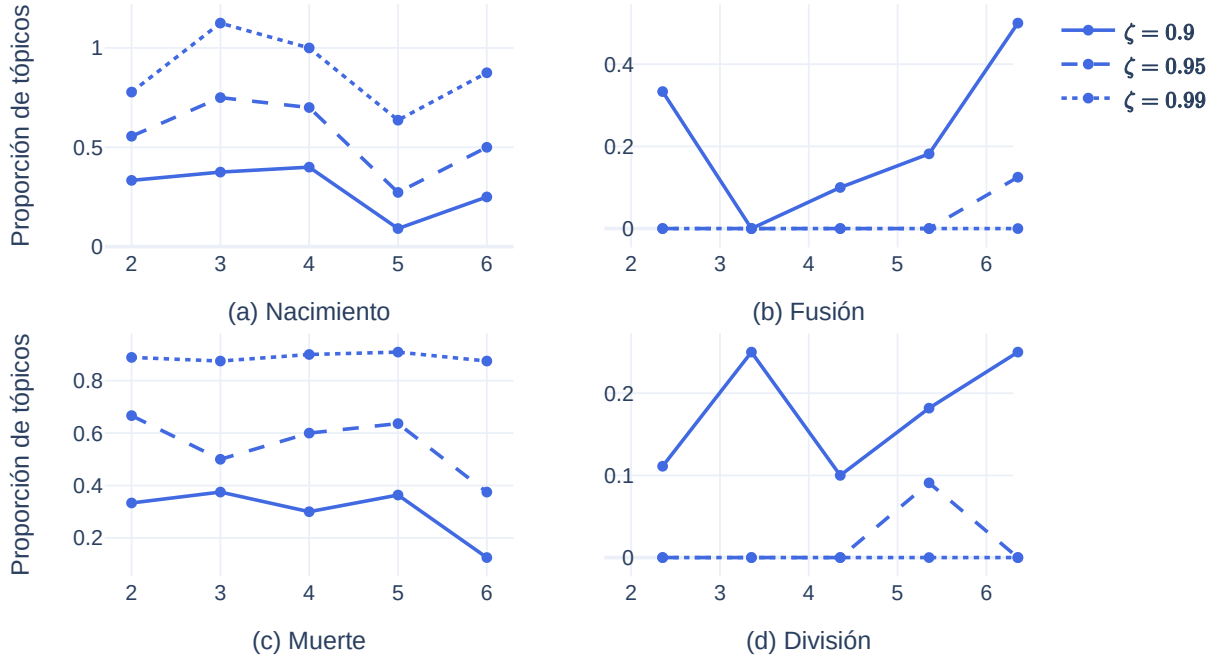 Proporción de tópicos
1
0.5
0
2 3 4 5 6
(a) Nacimiento
0.4
0.2
0
2 3 4 5 6
(b) Fusión
ζ = 0.9
ζ = 0.95
ζ = 0.99
Proporción de tópicos
0.8
0.6
0.4
0.2
2 3 4 5 6
(c) Muerte
0.2
0.1
0
2 3 4 5 6
(d) División